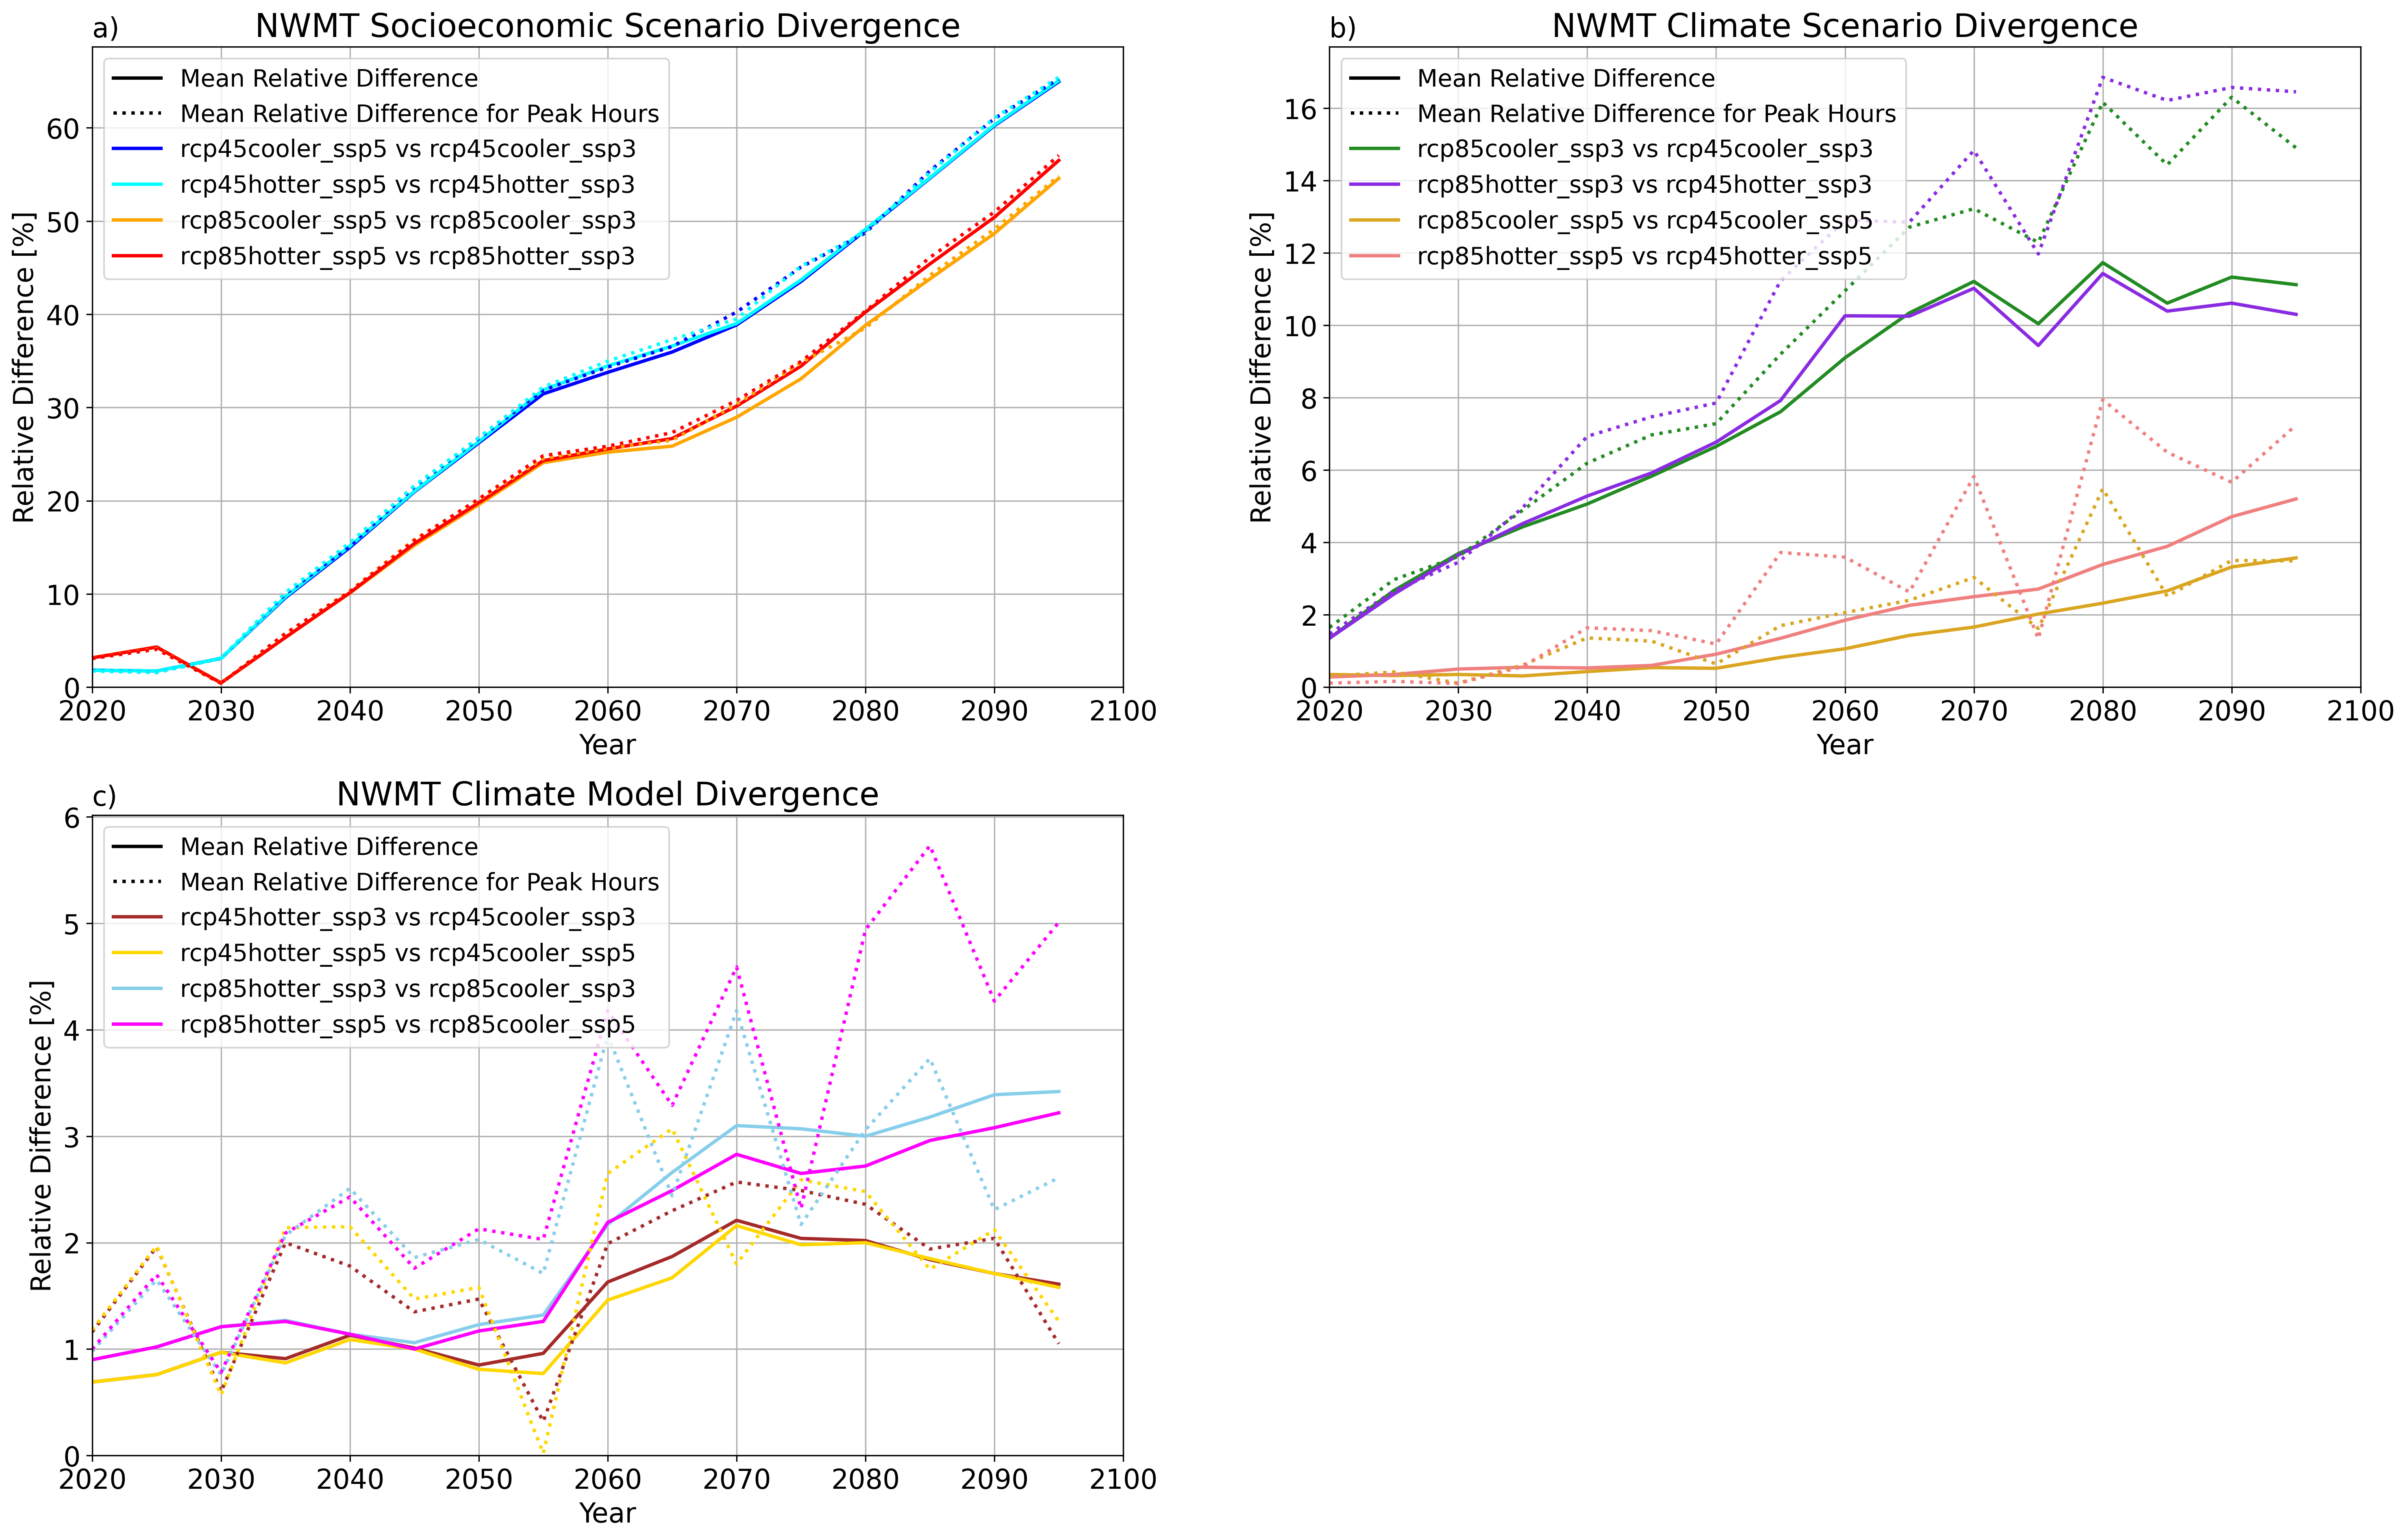 a)
NWMT Socioeconomic Scenario Divergence
Mean Relative Difference
Mean Relative Difference for Peak Hours
rcp45cooler_ssp5 vs rcp45cooler_ssp3
rcp45hotter_ssp5 vs rcp45hotter_ssp3
rcp85cooler_ssp5 vs rcp85cooler_ssp3
rcp85hotter_ssp5 vs rcp85hotter_ssp3
Relative Difference [%]
60
50
40
30
20
10
0
2020 2030 2040 2050 2060 2070 2080 2090 2100
Year
b)
NWMT Climate Scenario Divergence
Mean Relative Difference
Mean Relative Difference for Peak Hours
rcp85cooler_ssp3 vs rcp45cooler_ssp3
rcp85hotter_ssp3 vs rcp45hotter_ssp3
rcp85cooler_ssp5 vs rcp45cooler_ssp5
rcp85hotter_ssp5 vs rcp45hotter_ssp5
Relative Difference [%]
16
14
12
10
8
6
4
2
0
2020 2030 2040 2050 2060 2070 2080 2090 2100
Year
c)
NWMT Climate Model Divergence
Mean Relative Difference
Mean Relative Difference for Peak Hours
rcp45hotter_ssp3 vs rcp45cooler_ssp3
rcp45hotter_ssp5 vs rcp45cooler_ssp5
rcp85hotter_ssp3 vs rcp85cooler_ssp3
rcp85hotter_ssp5 vs rcp85cooler_ssp5
Relative Difference [%]
6
5
4
3
2
1
0
2020 2030 2040 2050 2060 2070 2080 2090 2100
Year